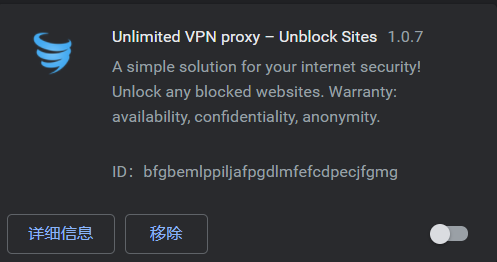 Unlimited VPN proxy – Unblock Sites 1.0.7
A simple solution for your internet security!
Unlock any blocked websites. Warranty:
availability, confidentiality, anonymity.
ID：bfgbemlppiljafpgdlmfefcdpecjfgmg
详细信息 移除